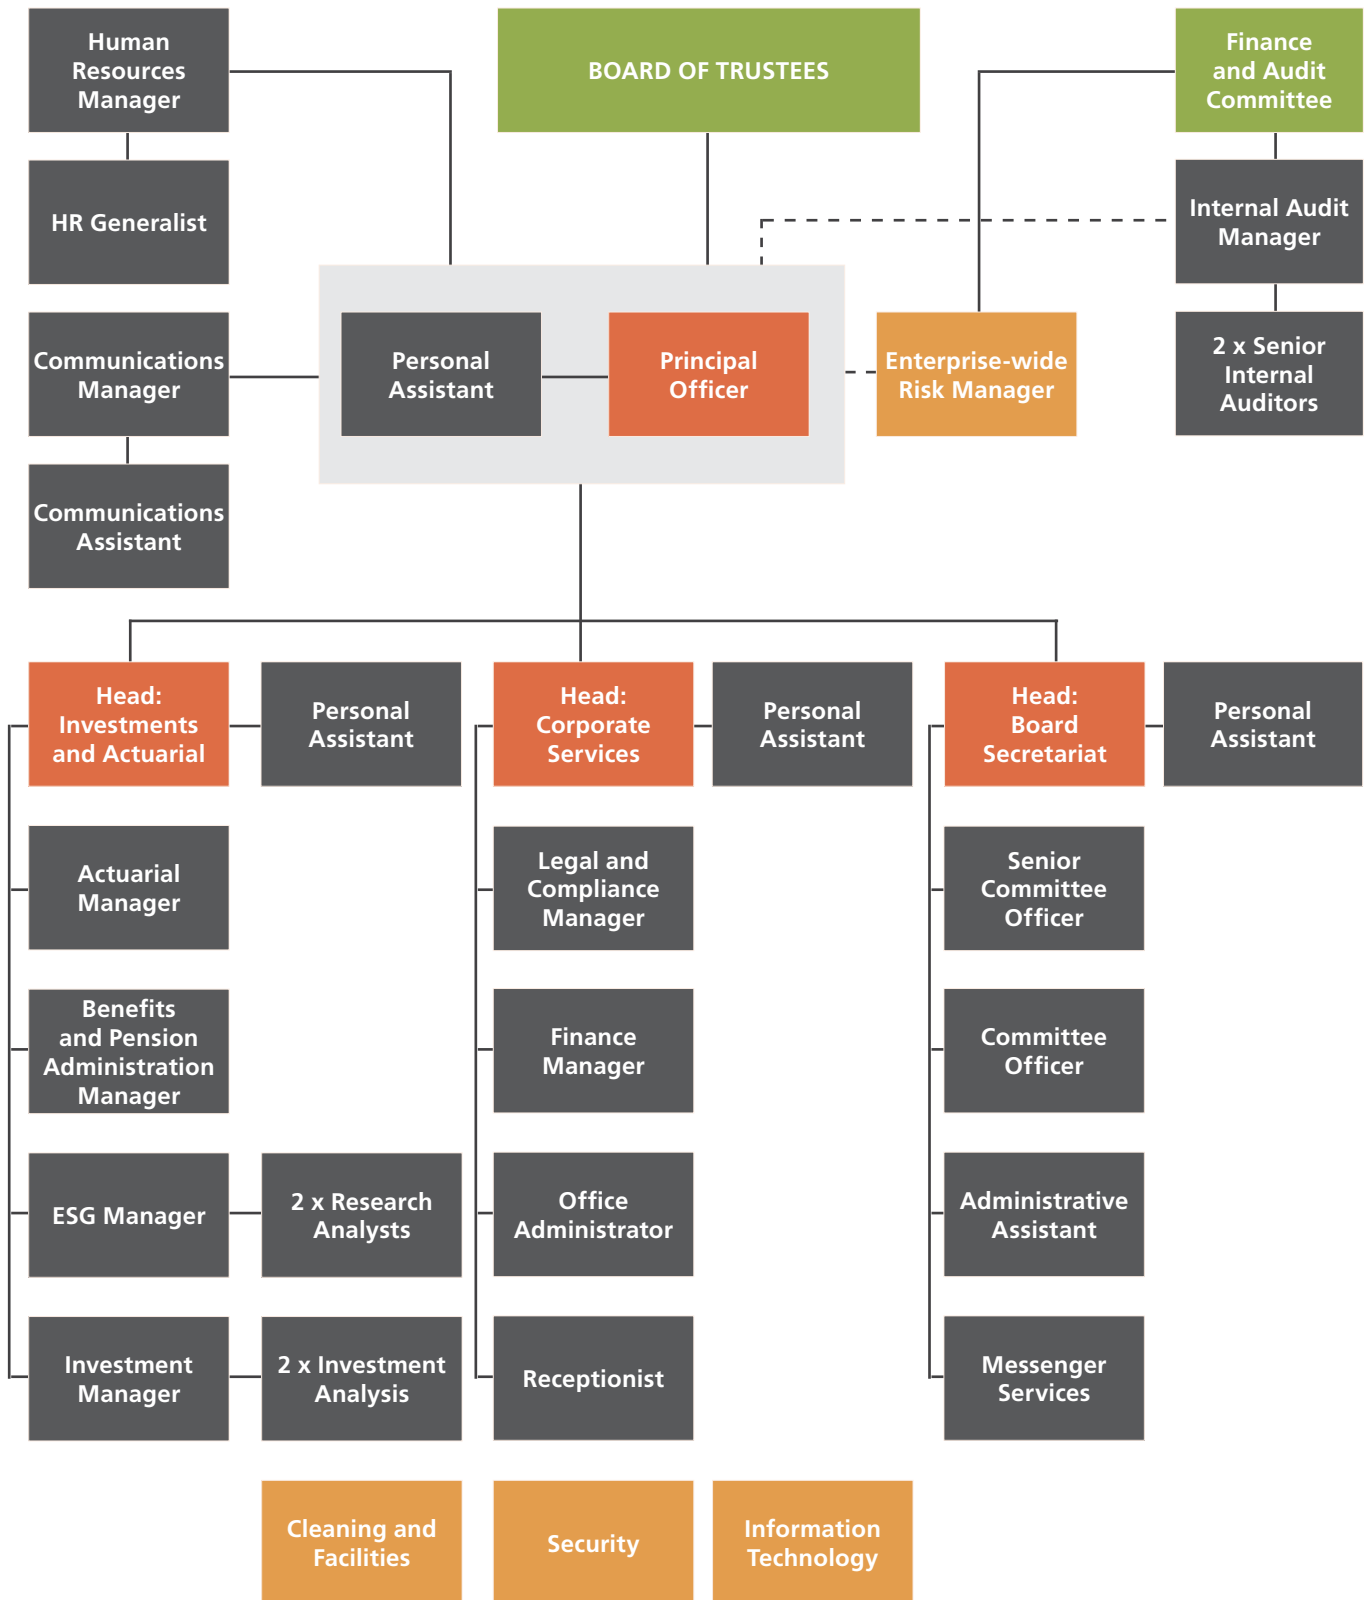 Human
Resources
Manager
BOARD OF TRUSTEES
Finance
and Audit
Committee
HR Generalist
Internal Audit
Manager
Communications
Manager
Personal
Assistant
Principal
Officer
Enterprise-wide
Risk Manager
2 x Senior
Internal
Auditors
Communications
Assistant
Head:
Investments
and Actuarial
Personal
Assistant
Head:
Corporate
Services
Personal
Assistant
Head:
Board
Secretariat
Personal
Assistant
Actuarial
Manager
Legal and
Compliance
Manager
Senior
Committee
Officer
Benefits
and Pension
Administration
Manager
Finance
Manager
Committee
Officer
ESG Manager
2 x Research
Analysts
Office
Administrator
Administrative
Assistant
Investment
Manager
2 x Investment
Analysis
Receptionist
Messenger
Services
Cleaning and
Facilities
Security
Information
Technology